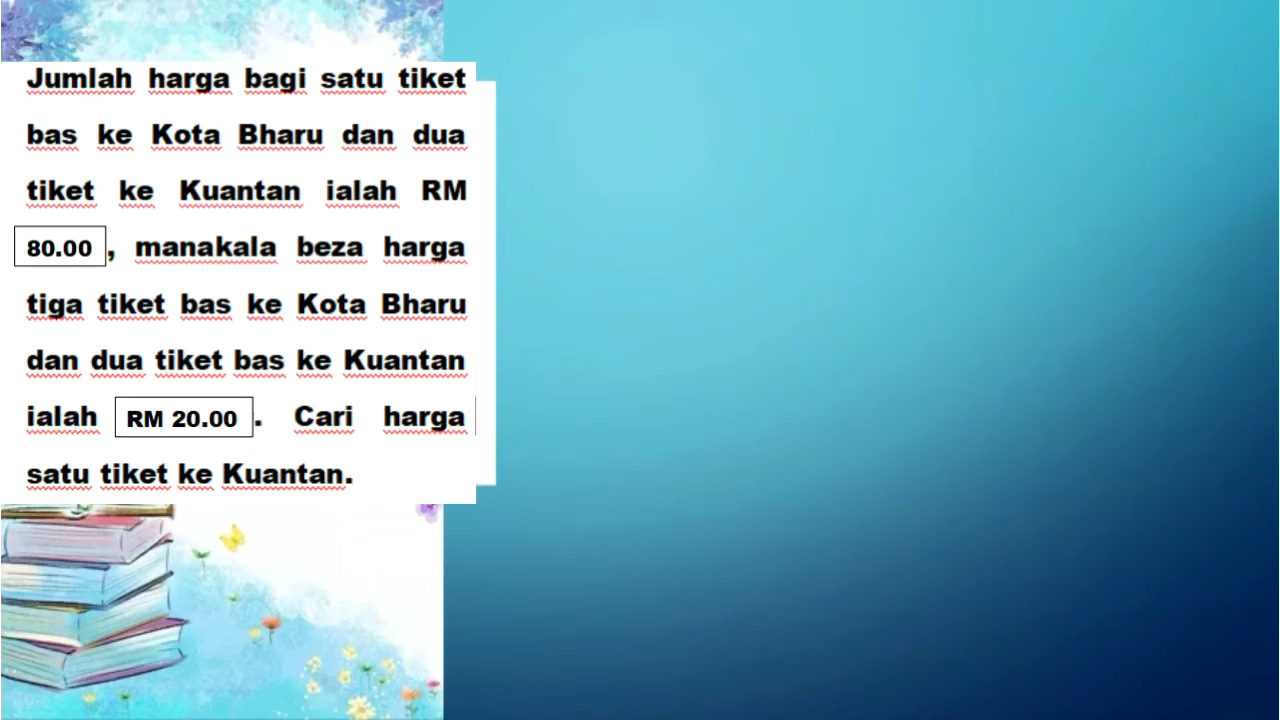 Jumlah harga bagi satu tiket
bas ke Kota Bharu dan dua
tiket ke Kuantan ialah RM
80.00, manakala beza harga
tiga tiket bas ke Kota Bharu
dan dua tiket bas ke Kuantan
ialah RM 20.00. Cari harga
satu tiket ke Kuantan.